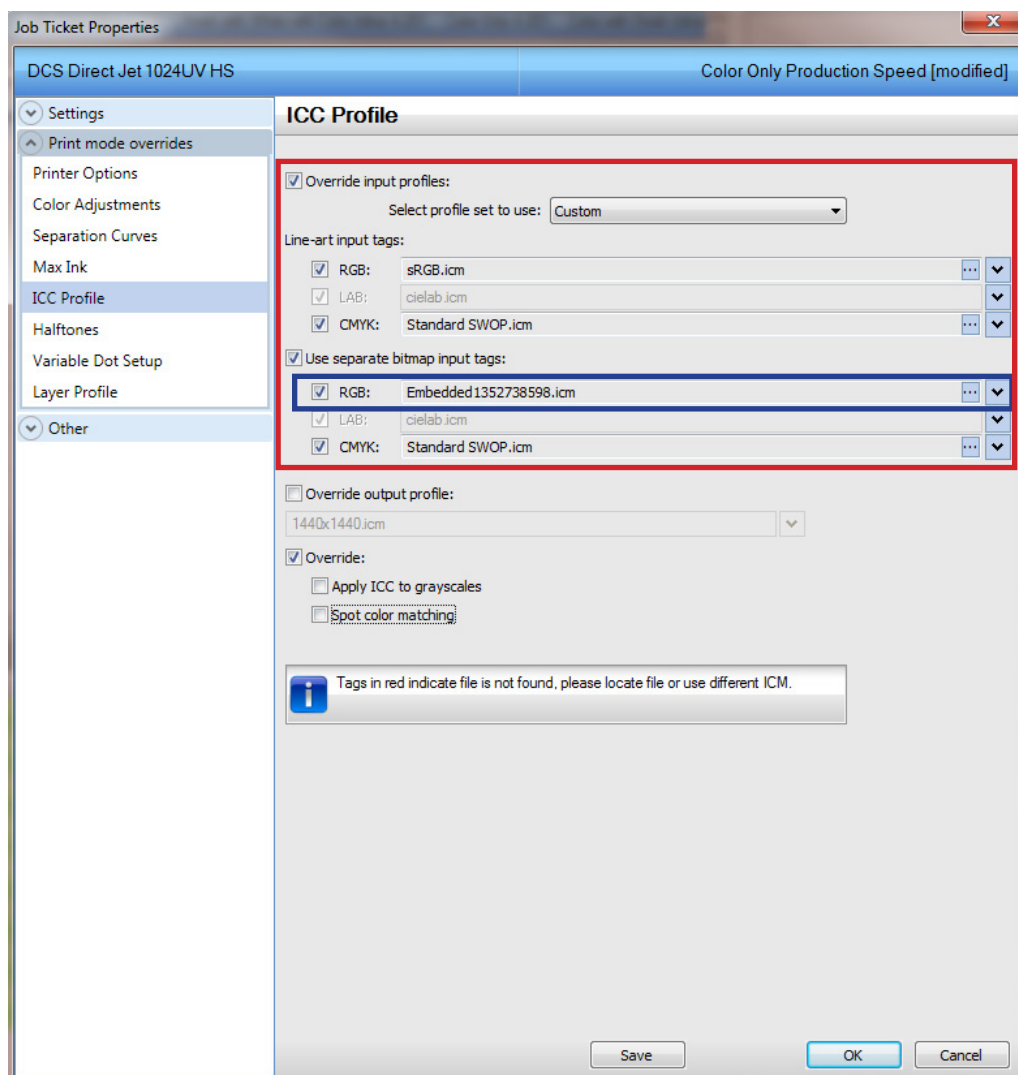 Job Ticket Properties
DCS Direct Jet 1024UV HS
Color Only Production Speed [modified]
Settings
Print mode overrides
Printer Options
Color Adjustments
Separation Curves
Max Ink
ICC Profile
Halftones
Variable Dot Setup
Layer Profile
Other
ICC Profile
Override input profiles:
Select profile set to use: Custom
Line-art input tags:
RGB: sRGB.icm ...
LAB: cielab.icm
CMYK: Standard SWOP.icm ...
Use separate bitmap input tags:
RGB: Embedded1352738598.icm ...
LAB: cielab.icm
CMYK: Standard SWOP.icm ...
Override output profile:
1440x1440.icm
Override:
Apply ICC to grayscales
Spot color matching
Tags in red indicate file is not found, please locate file or use different ICM.
Save OK Cancel